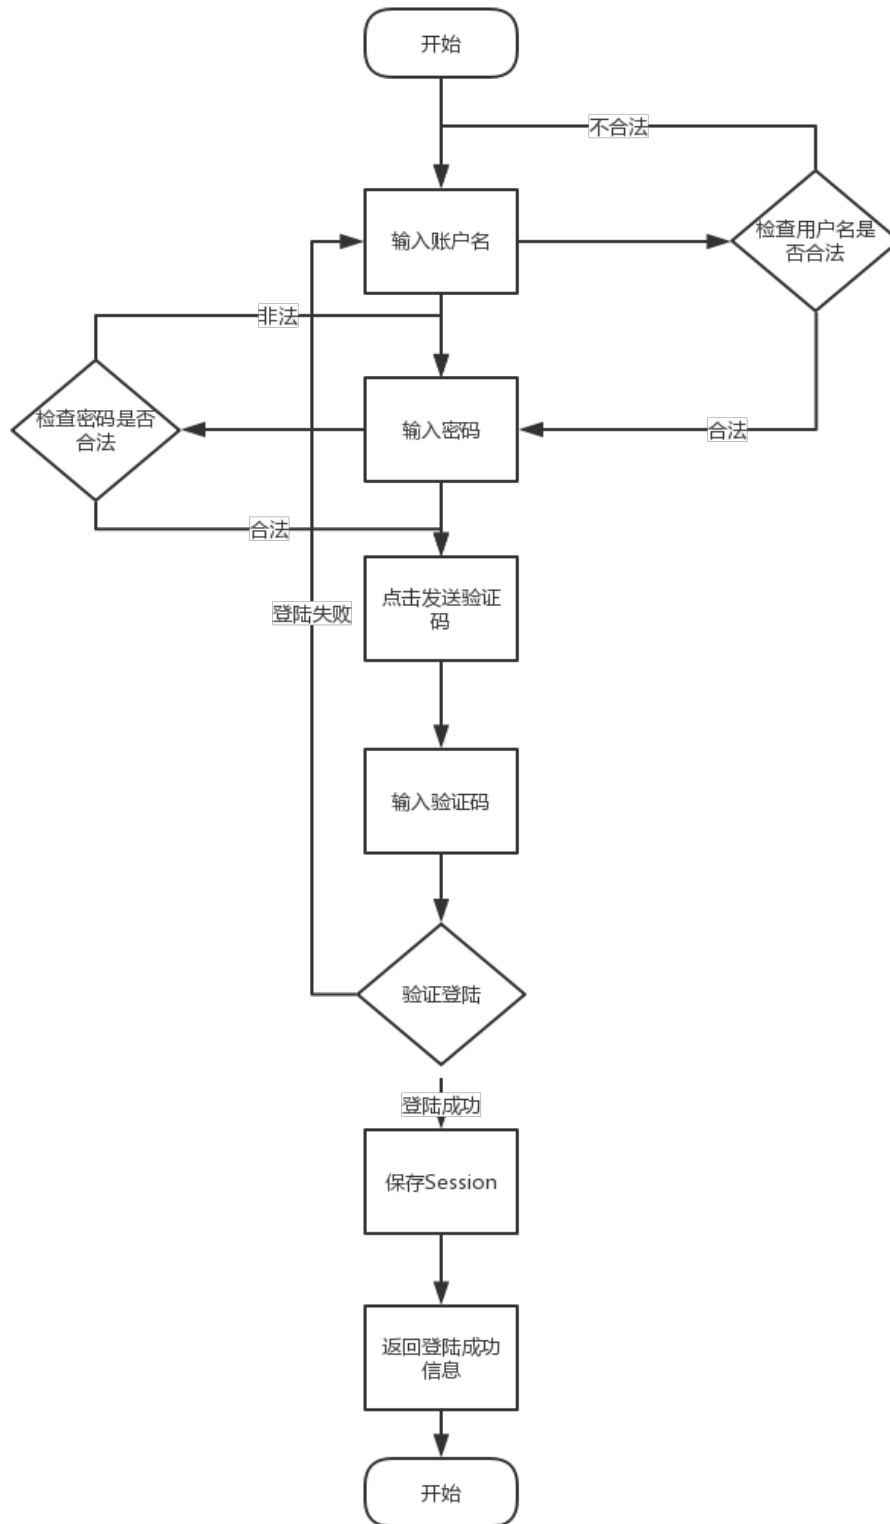 开始
不合法
输入账户名
检查用户名是
否合法
非法
检查密码是否
合法
输入密码
合法
合法
点击发送验证
码
登陆失败
输入验证码
验证登陆
登陆成功
保存Session
返回登陆成功
信息
开始